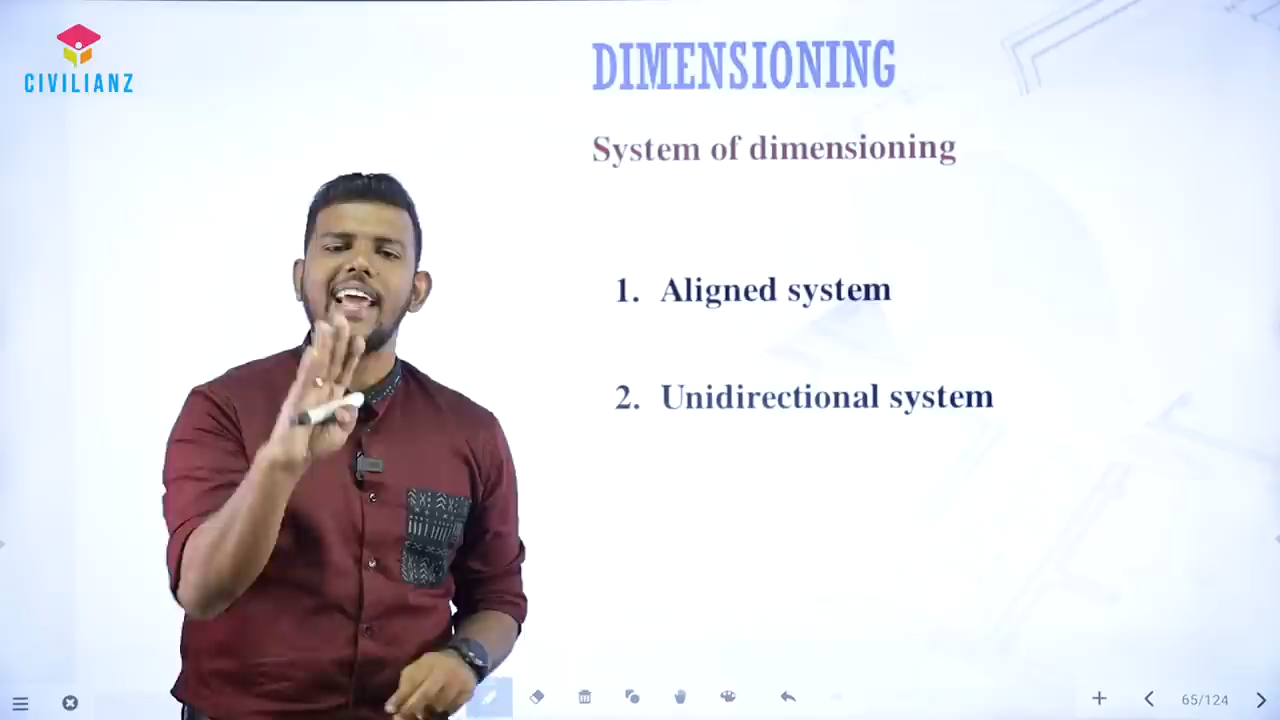 CIVILIANZ
DIMENSIONING
System of dimensioning
1. Aligned system
2. Unidirectional system
65/124